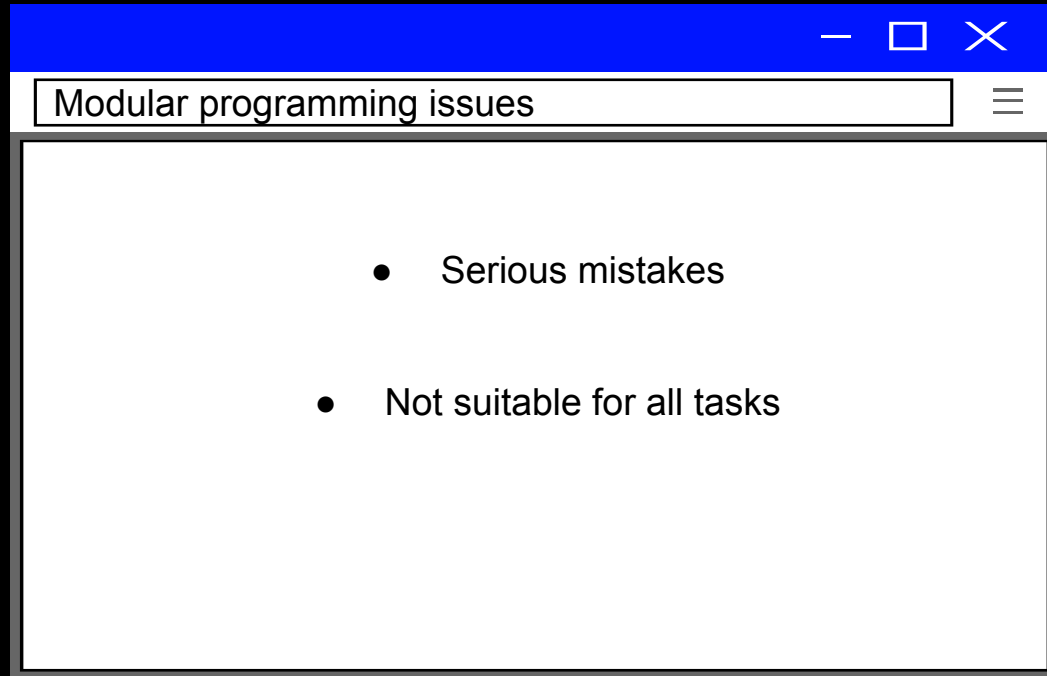 Modular programming issues
● Serious mistakes
● Not suitable for all tasks